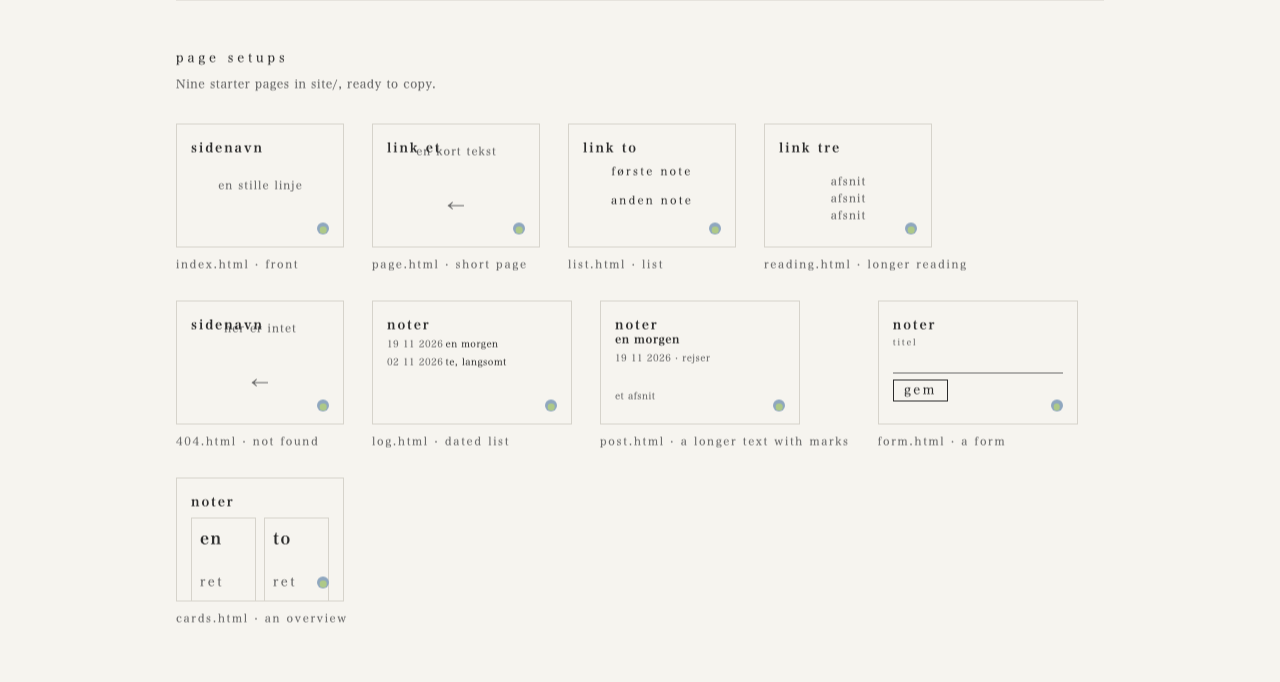 page setups
Nine starter pages in site/, ready to copy.
sidenavn
en stille linje
index.html · front
link et
en kort tekst
←
page.html · short page
link to
første note
anden note
list.html · list
link tre
afsnit
afsnit
afsnit
reading.html · longer reading
sidenavn
her er intet
←
404.html · not found
noter
19 11 2026 en morgen
02 11 2026 te, langsomt
log.html · dated list
noter
en morgen
19 11 2026 · rejser
et afsnit
post.html · a longer text with marks
noter
titel
gem
form.html · a form
noter
en
ret
to
ret
cards.html · an overview